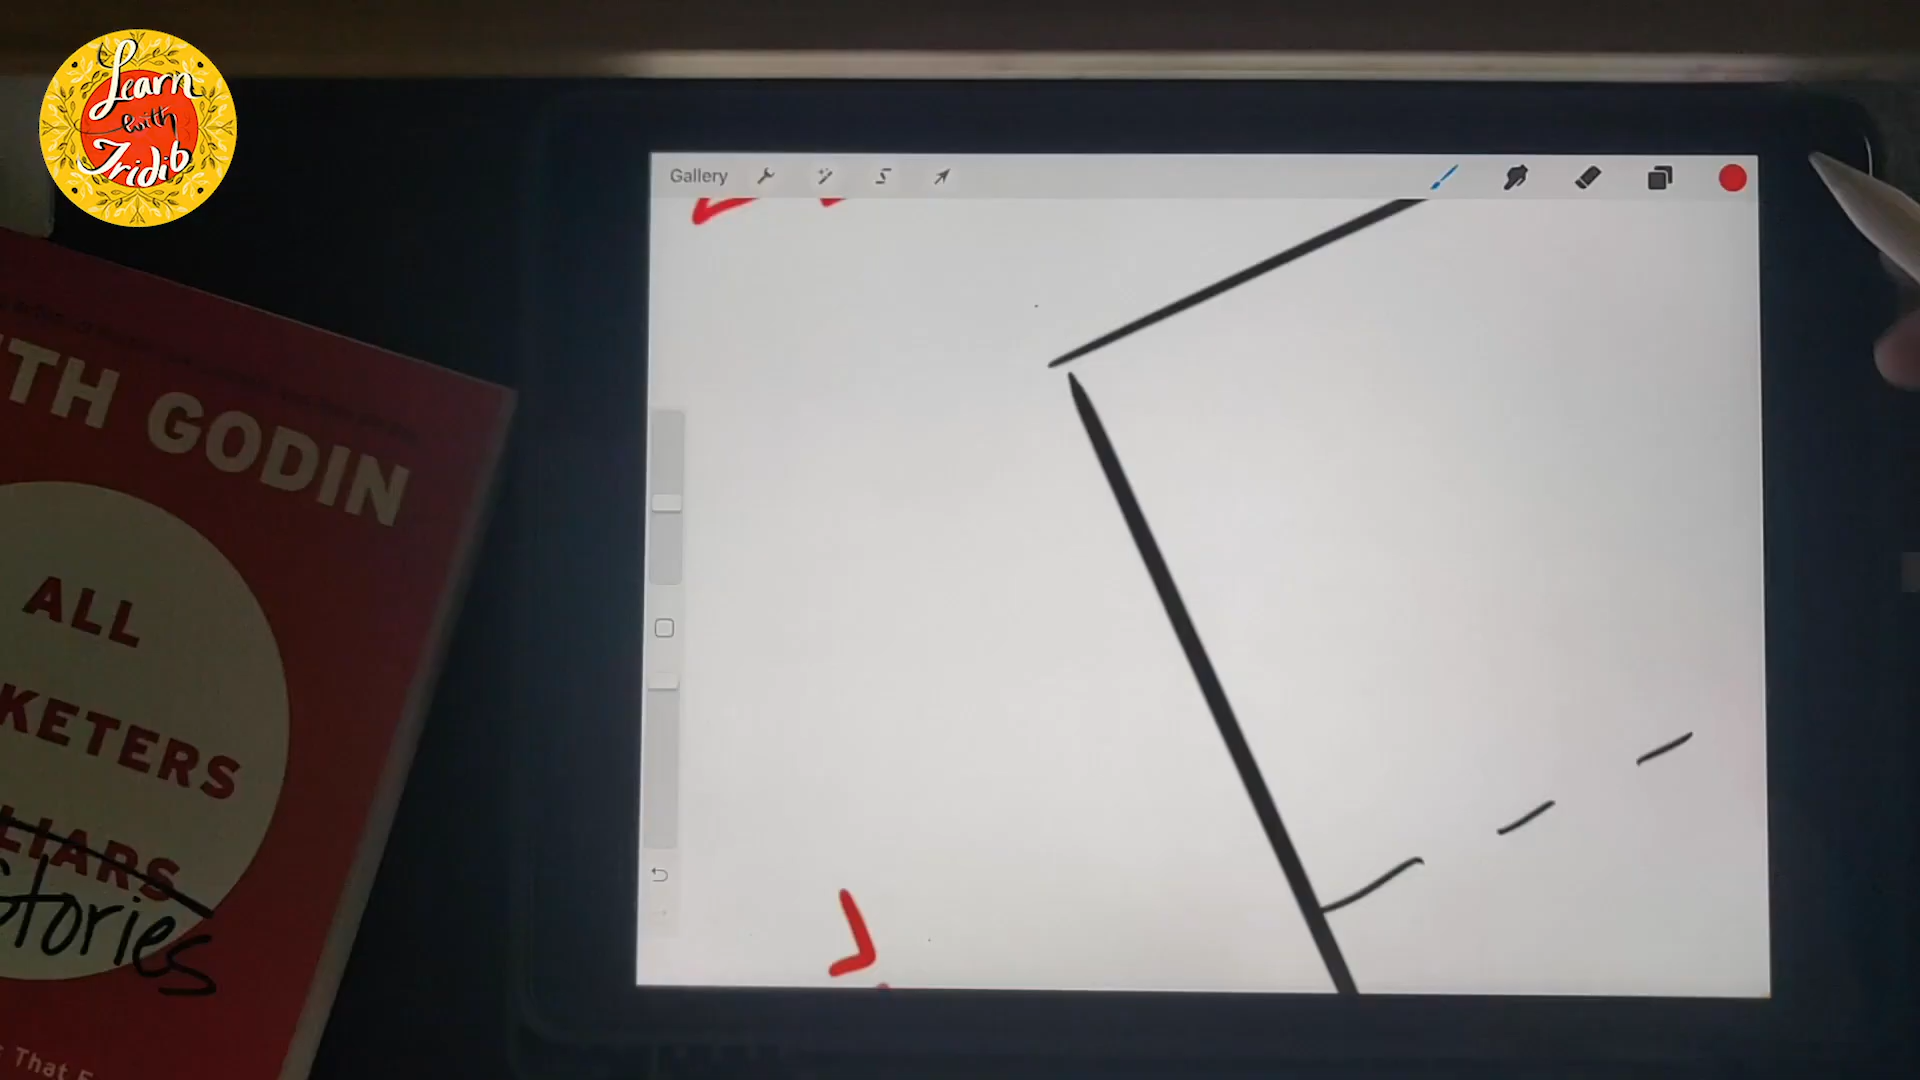 Learn
with
Tridib
Gallery
TH GODIN
ALL
KETERS
LIARS
Stories
That